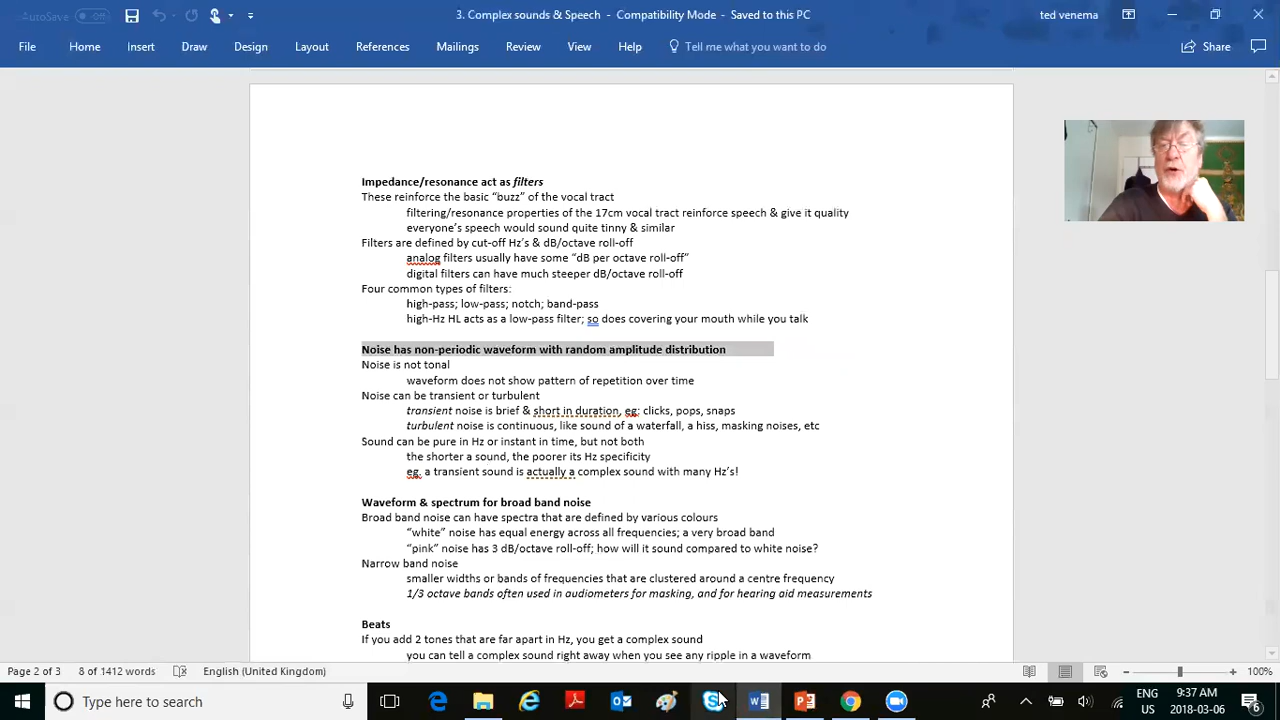 AutoSave
Off
3. Complex sounds & Speech - Compatibility Mode - Saved to this PC
ted venema
File Home Insert Draw Design Layout References Mailings Review View Help Tell me what you want to do Share
Impedance/resonance act as filters
These reinforce the basic “buzz” of the vocal tract
filtering/resonance properties of the 17cm vocal tract reinforce speech & give it quality
everyone’s speech would sound quite tinny & similar
Filters are defined by cut-off Hz’s & dB/octave roll-off
analog filters usually have some “dB per octave roll-off”
digital filters can have much steeper dB/octave roll-off
Four common types of filters:
high-pass; low-pass; notch; band-pass
high-Hz HL acts as a low-pass filter; so does covering your mouth while you talk
Noise has non-periodic waveform with random amplitude distribution
Noise is not tonal
waveform does not show pattern of repetition over time
Noise can be transient or turbulent
transient noise is brief & short in duration, eg: clicks, pops, snaps
turbulent noise is continuous, like sound of a waterfall, a hiss, masking noises, etc
Sound can be pure in Hz or instant in time, but not both
the shorter a sound, the poorer its Hz specificity
eg. a transient sound is actually a complex sound with many Hz’s!
Waveform & spectrum for broad band noise
Broad band noise can have spectra that are defined by various colours
“white” noise has equal energy across all frequencies; a very broad band
“pink” noise has 3 dB/octave roll-off; how will it sound compared to white noise?
Narrow band noise
smaller widths or bands of frequencies that are clustered around a centre frequency
1/3 octave bands often used in audiometers for masking, and for hearing aid measurements
Beats
If you add 2 tones that are far apart in Hz, you get a complex sound
you can tell a complex sound right away when you see any ripple in a waveform
Page 2 of 3 8 of 1412 words English (United Kingdom) 100%
Type here to search
ENG
US
9:37 AM
2018-03-06
6